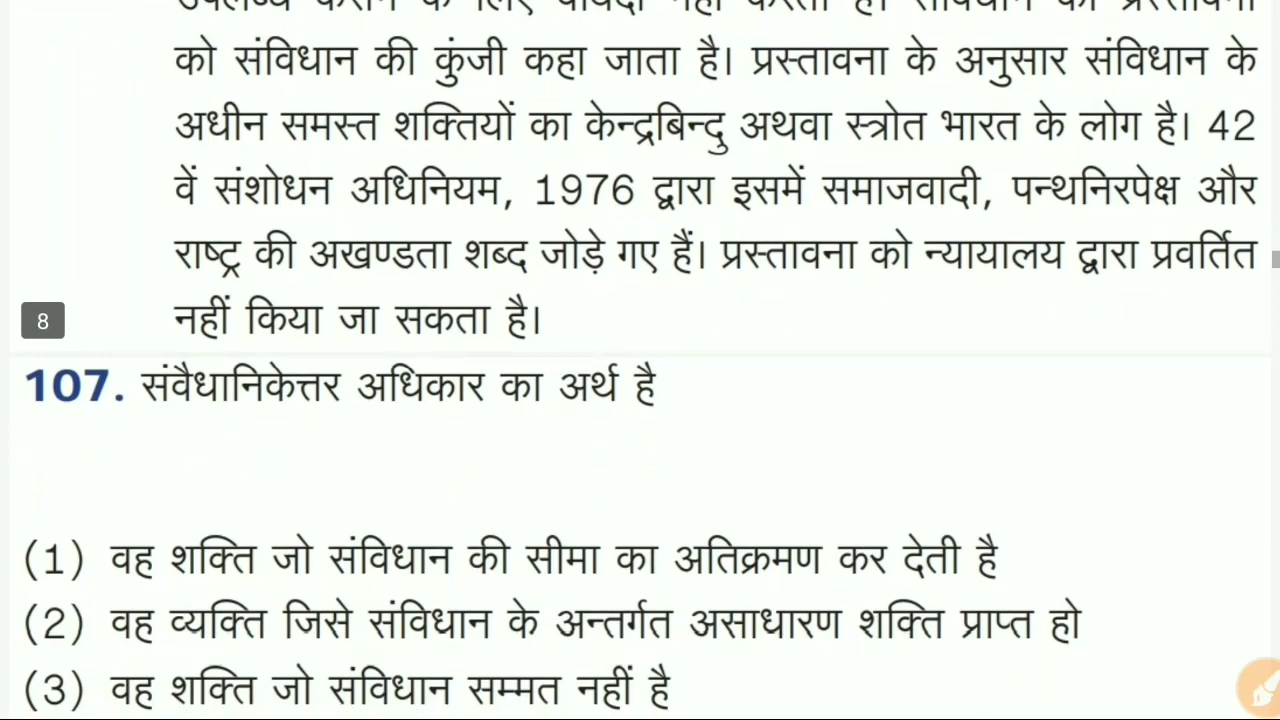 को संविधान की कुंजी कहा जाता है। प्रस्तावना के अनुसार संविधान के
अधीन समस्त शक्तियों का केन्द्रबिन्दु अथवा स्त्रोत भारत के लोग है। 42
वें संशोधन अधिनियम, 1976 द्वारा इसमें समाजवादी, पन्थनिरपेक्ष और
राष्ट्र की अखण्डता शब्द जोड़े गए हैं। प्रस्तावना को न्यायालय द्वारा प्रवर्तित
8 नहीं किया जा सकता है।
107. संवैधानिकेत्तर अधिकार का अर्थ है
(1) वह शक्ति जो संविधान की सीमा का अतिक्रमण कर देती है
(2) वह व्यक्ति जिसे संविधान के अन्तर्गत असाधारण शक्ति प्राप्त हो
(3) वह शक्ति जो संविधान सम्मत नहीं है